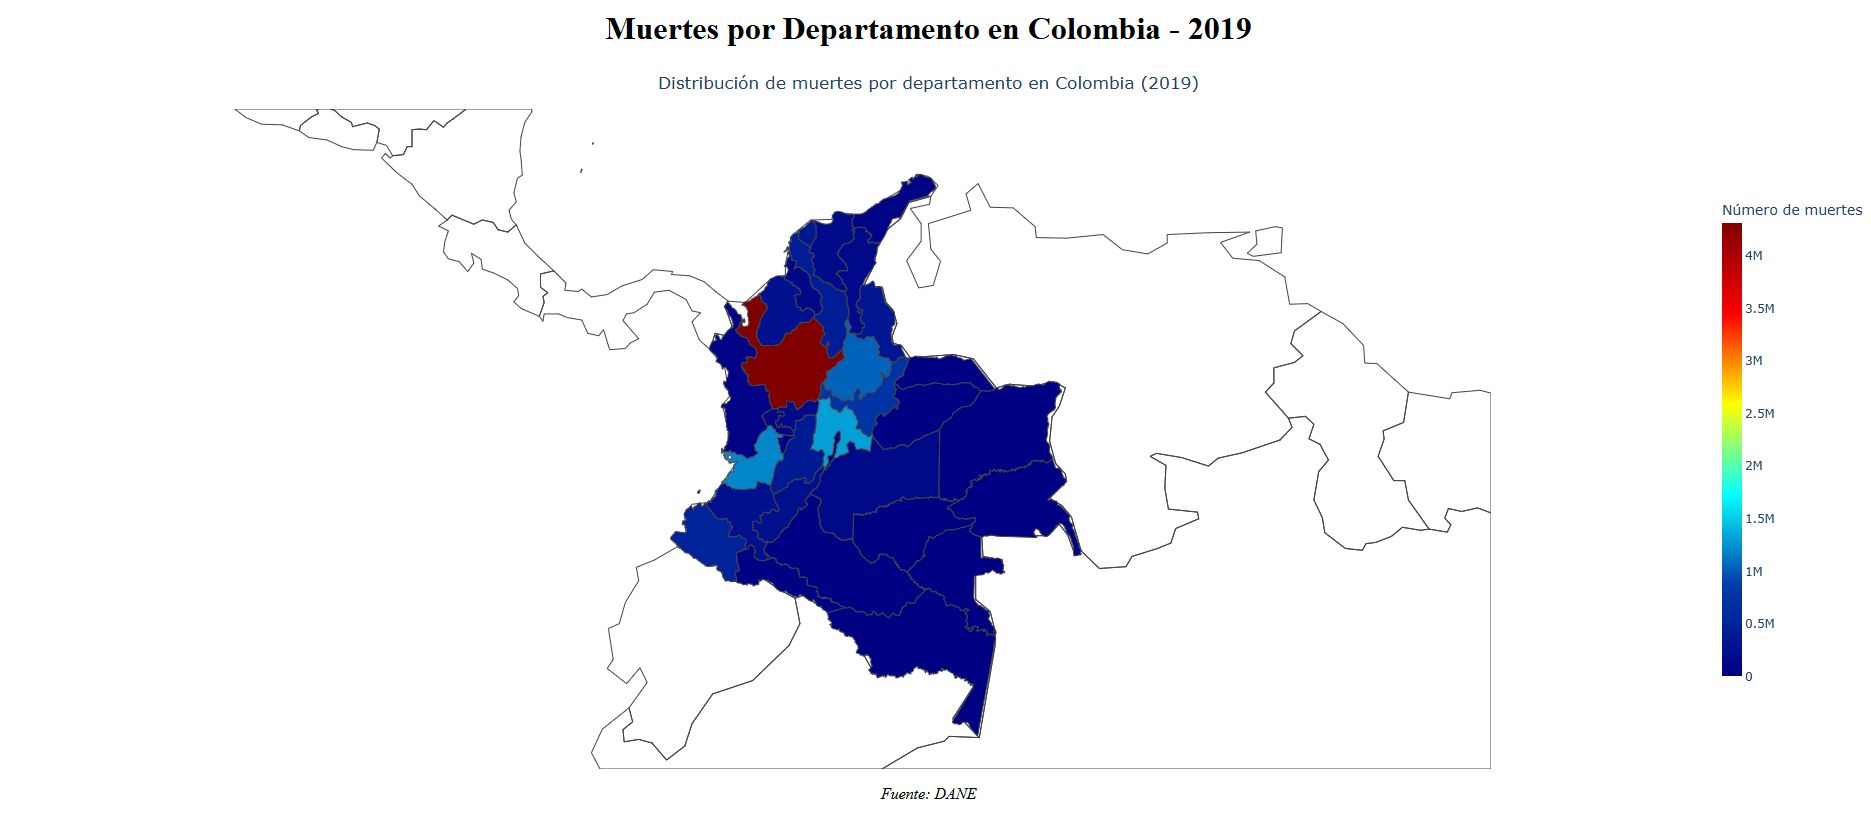 Muertes por Departamento en Colombia - 2019
Distribución de muertes por departamento en Colombia (2019)
Número de muertes
4M
3.5M
3M
2.5M
2M
1.5M
1M
0.5M
0
Fuente: DANE